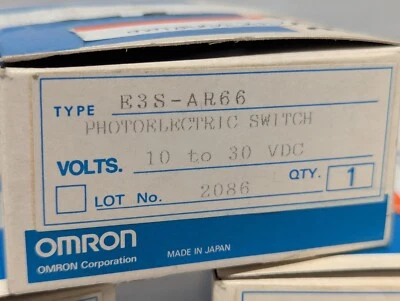 TYPE E3S-AR66
PHOTOELECTRIC SWITCH
VOLTS. 10 to 30 VDC
LOT No. 2086 QTY. 1
OMRON
OMRON Corporation MADE IN JAPAN